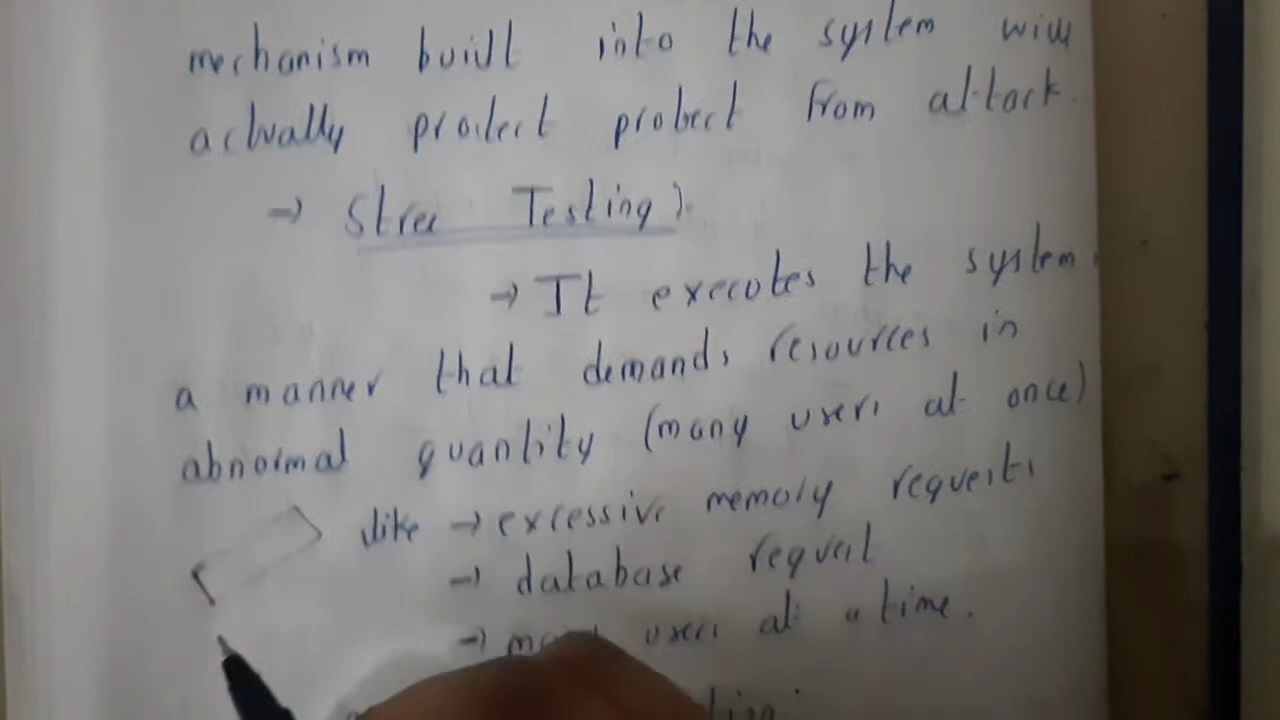 mechanism built into the system will
actually protect protect from attack.
→ Stress Testing :-
→ It executes the system
a manner that demands resources in
abnormal quantity (many users at once)
like → excessive memory requests
→ database request
→ users at a time.